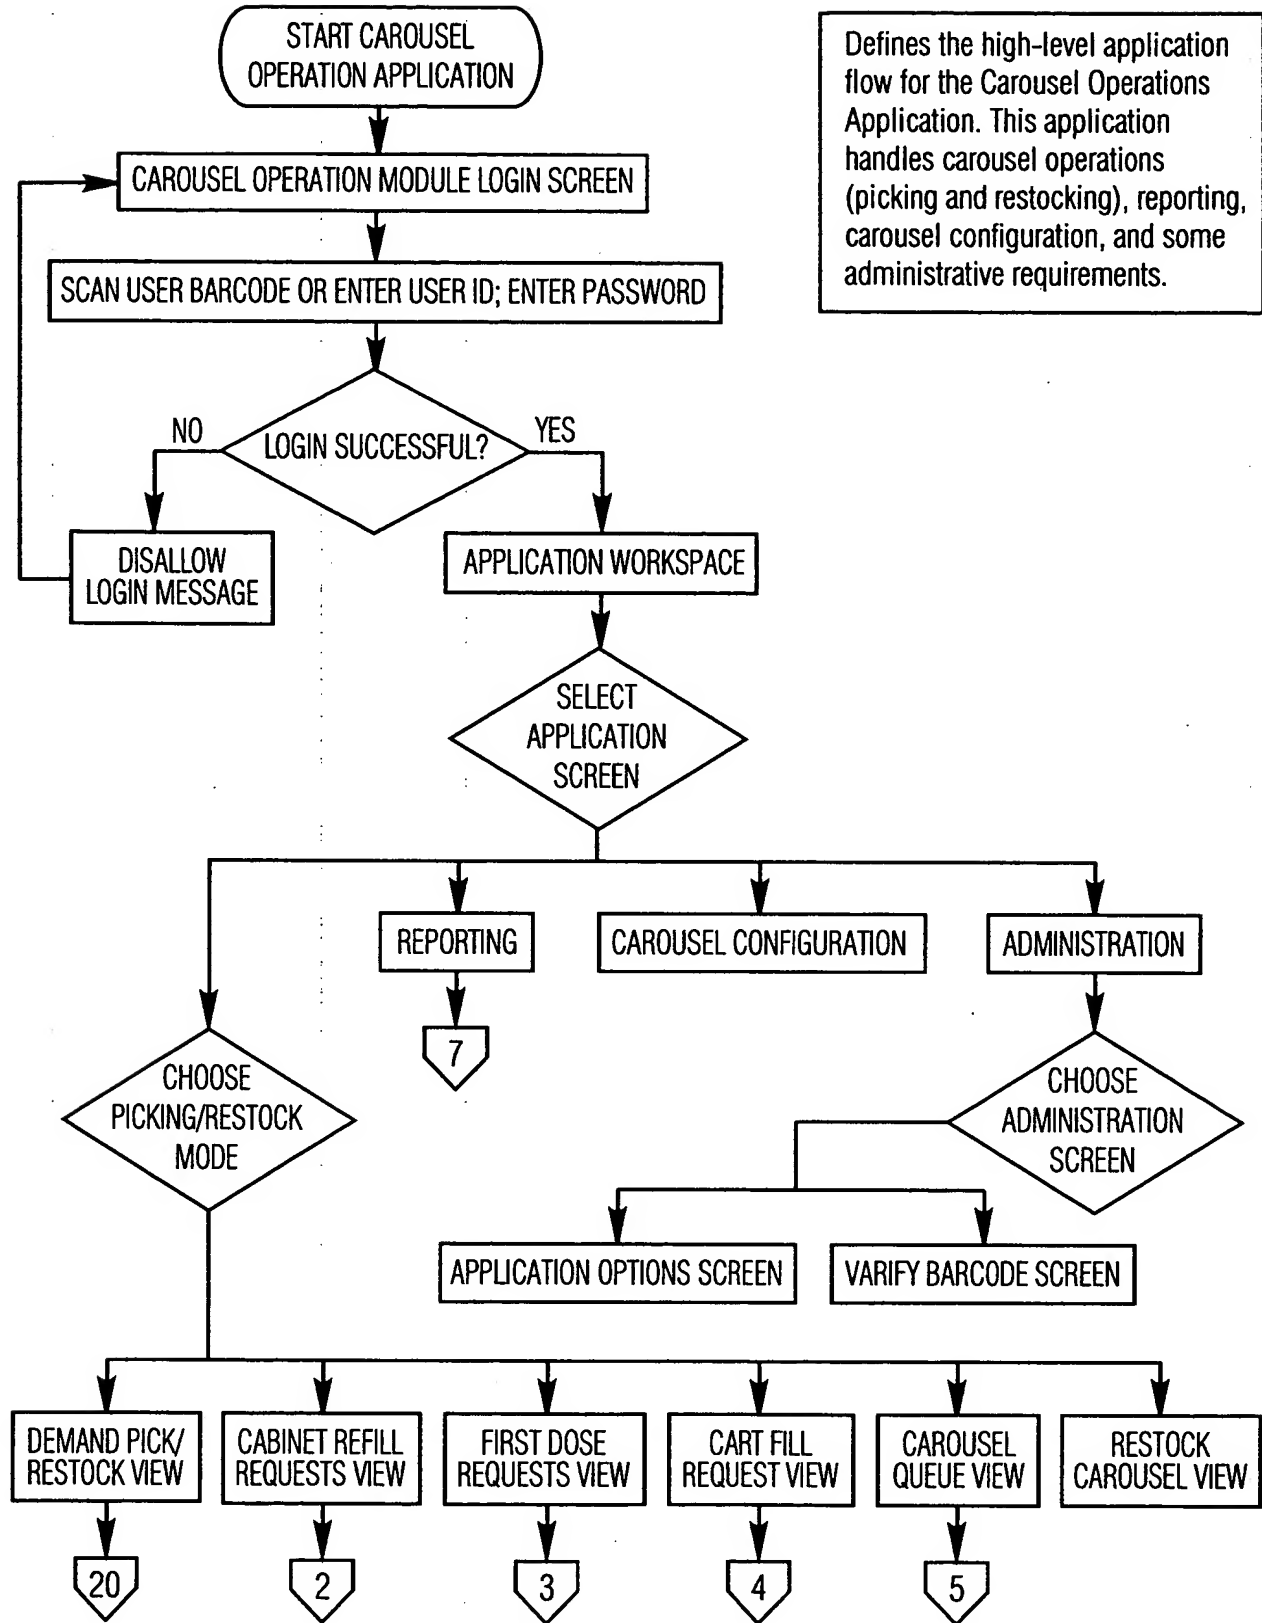 START CAROUSEL
OPERATION APPLICATION
Defines the high-level application
flow for the Carousel Operations
Application. This application
handles carousel operations
(picking and restocking), reporting,
carousel configuration, and some
administrative requirements.
CAROUSEL OPERATION MODULE LOGIN SCREEN
SCAN USER BARCODE OR ENTER USER ID; ENTER PASSWORD
NO
LOGIN SUCCESSFUL?
YES
DISALLOW
LOGIN MESSAGE
APPLICATION WORKSPACE
SELECT
APPLICATION
SCREEN
REPORTING
CAROUSEL CONFIGURATION
ADMINISTRATION
7
CHOOSE
PICKING/RESTOCK
MODE
CHOOSE
ADMINISTRATION
SCREEN
APPLICATION OPTIONS SCREEN
VARIFY BARCODE SCREEN
DEMAND PICK/
RESTOCK VIEW
CABINET REFILL
REQUESTS VIEW
FIRST DOSE
REQUESTS VIEW
CART FILL
REQUEST VIEW
CAROUSEL
QUEUE VIEW
RESTOCK
CAROUSEL VIEW
20
2
3
4
5